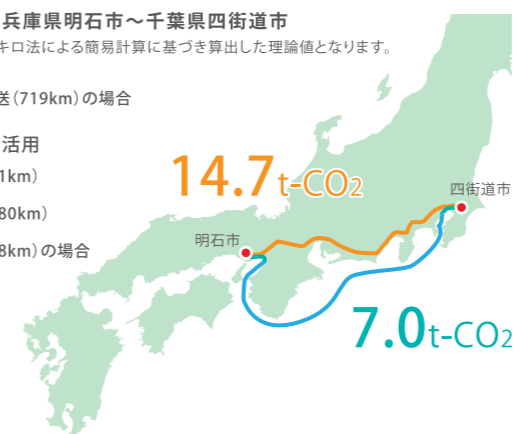 兵庫県明石市～千葉県四街道市
キロ法による簡易計算に基づき算出した理論値となります。
送（719km）の場合
活用
1km）
80km）
8km）の場合
14.7t-CO2
四街道市
明石市
7.0t-CO2